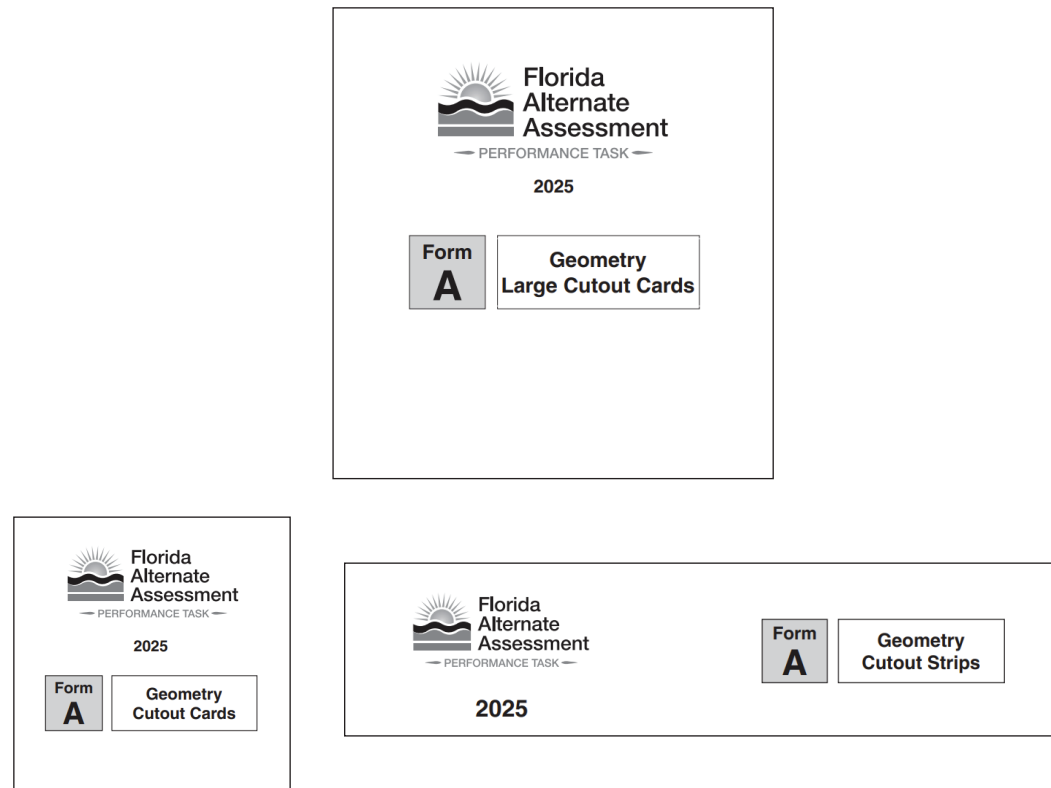 Florida
Alternate
Assessment
PERFORMANCE TASK
2025
Form
A
Geometry
Large Cutout Cards
Florida
Alternate
Assessment
PERFORMANCE TASK
2025
Form
A
Geometry
Cutout Cards
Florida
Alternate
Assessment
PERFORMANCE TASK
2025
Form
A
Geometry
Cutout Strips